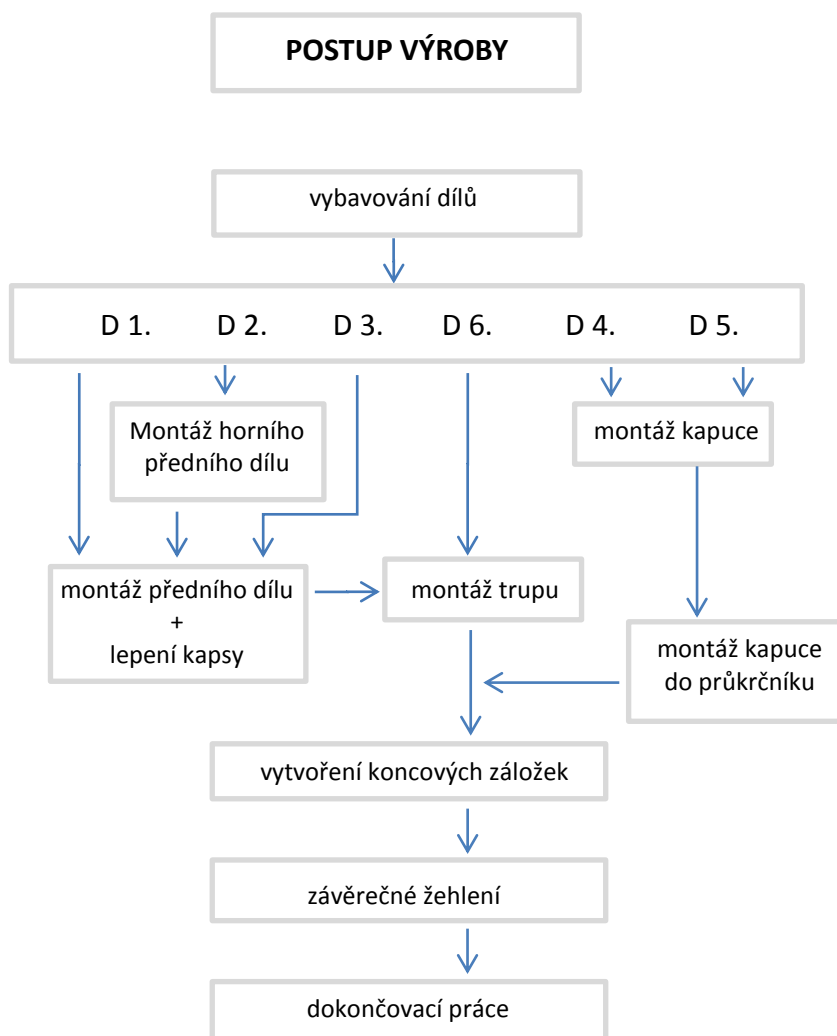 POSTUP VÝROBY
vybavování dílů
D 1. D 2. D 3. D 6. D 4. D 5.
Montáž horního
předního dílu
montáž kapuce
montáž předního dílu
+
lepení kapsy
montáž trupu
montáž kapuce
do průkrčníku
vytvoření koncových záložek
závěrečné žehlení
dokončovací práce